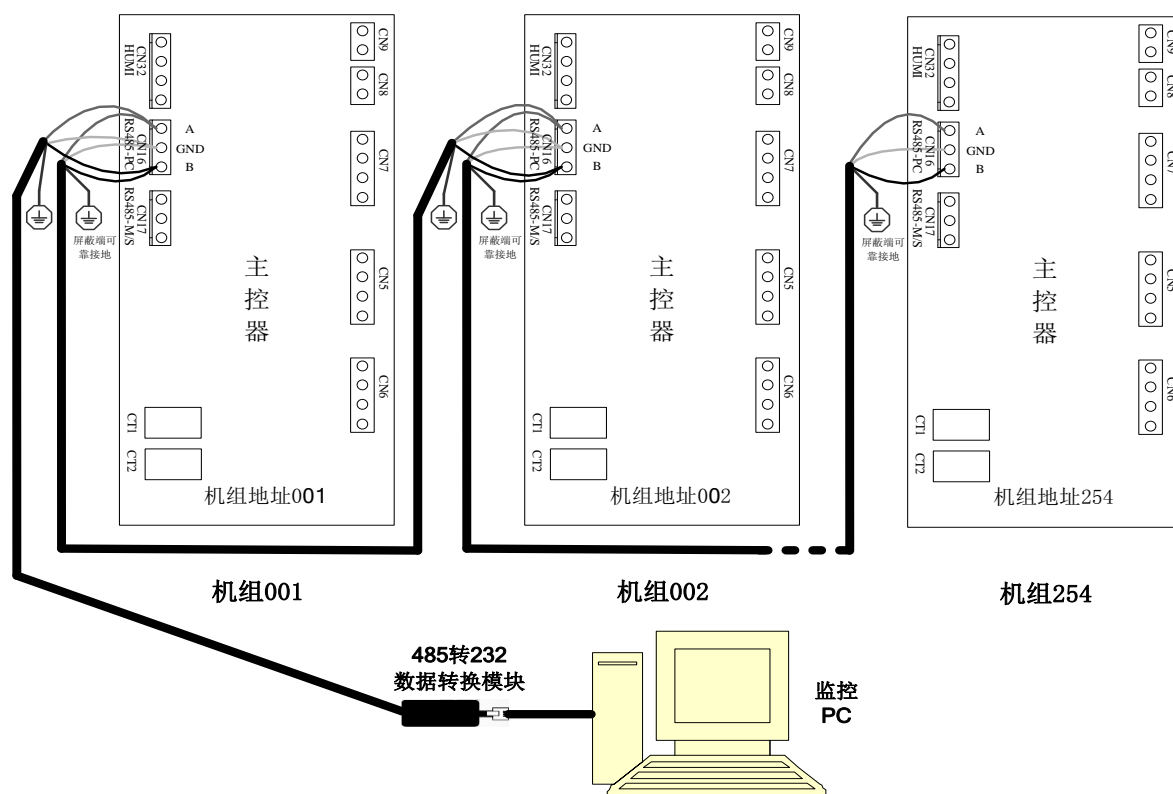 CN32
HUMI
CN9
CN8
A
GND
B
CN16
RS485-PC
CN7
CN17
RS485-M/S
屏蔽端可
靠接地
主
控
器
CN5
CN6
CT1
CT2
机组地址001
机组001
CN32
HUMI
CN9
CN8
A
GND
B
CN16
RS485-PC
CN7
CN17
RS485-M/S
屏蔽端可
靠接地
主
控
器
CN5
CN6
CT1
CT2
机组地址002
机组002
CN32
HUMI
CN9
CN8
A
GND
B
CN16
RS485-PC
CN7
CN17
RS485-M/S
屏蔽端可
靠接地
主
控
器
CN5
CN6
CT1
CT2
机组地址254
机组254
485转232
数据转换模块
监控
PC